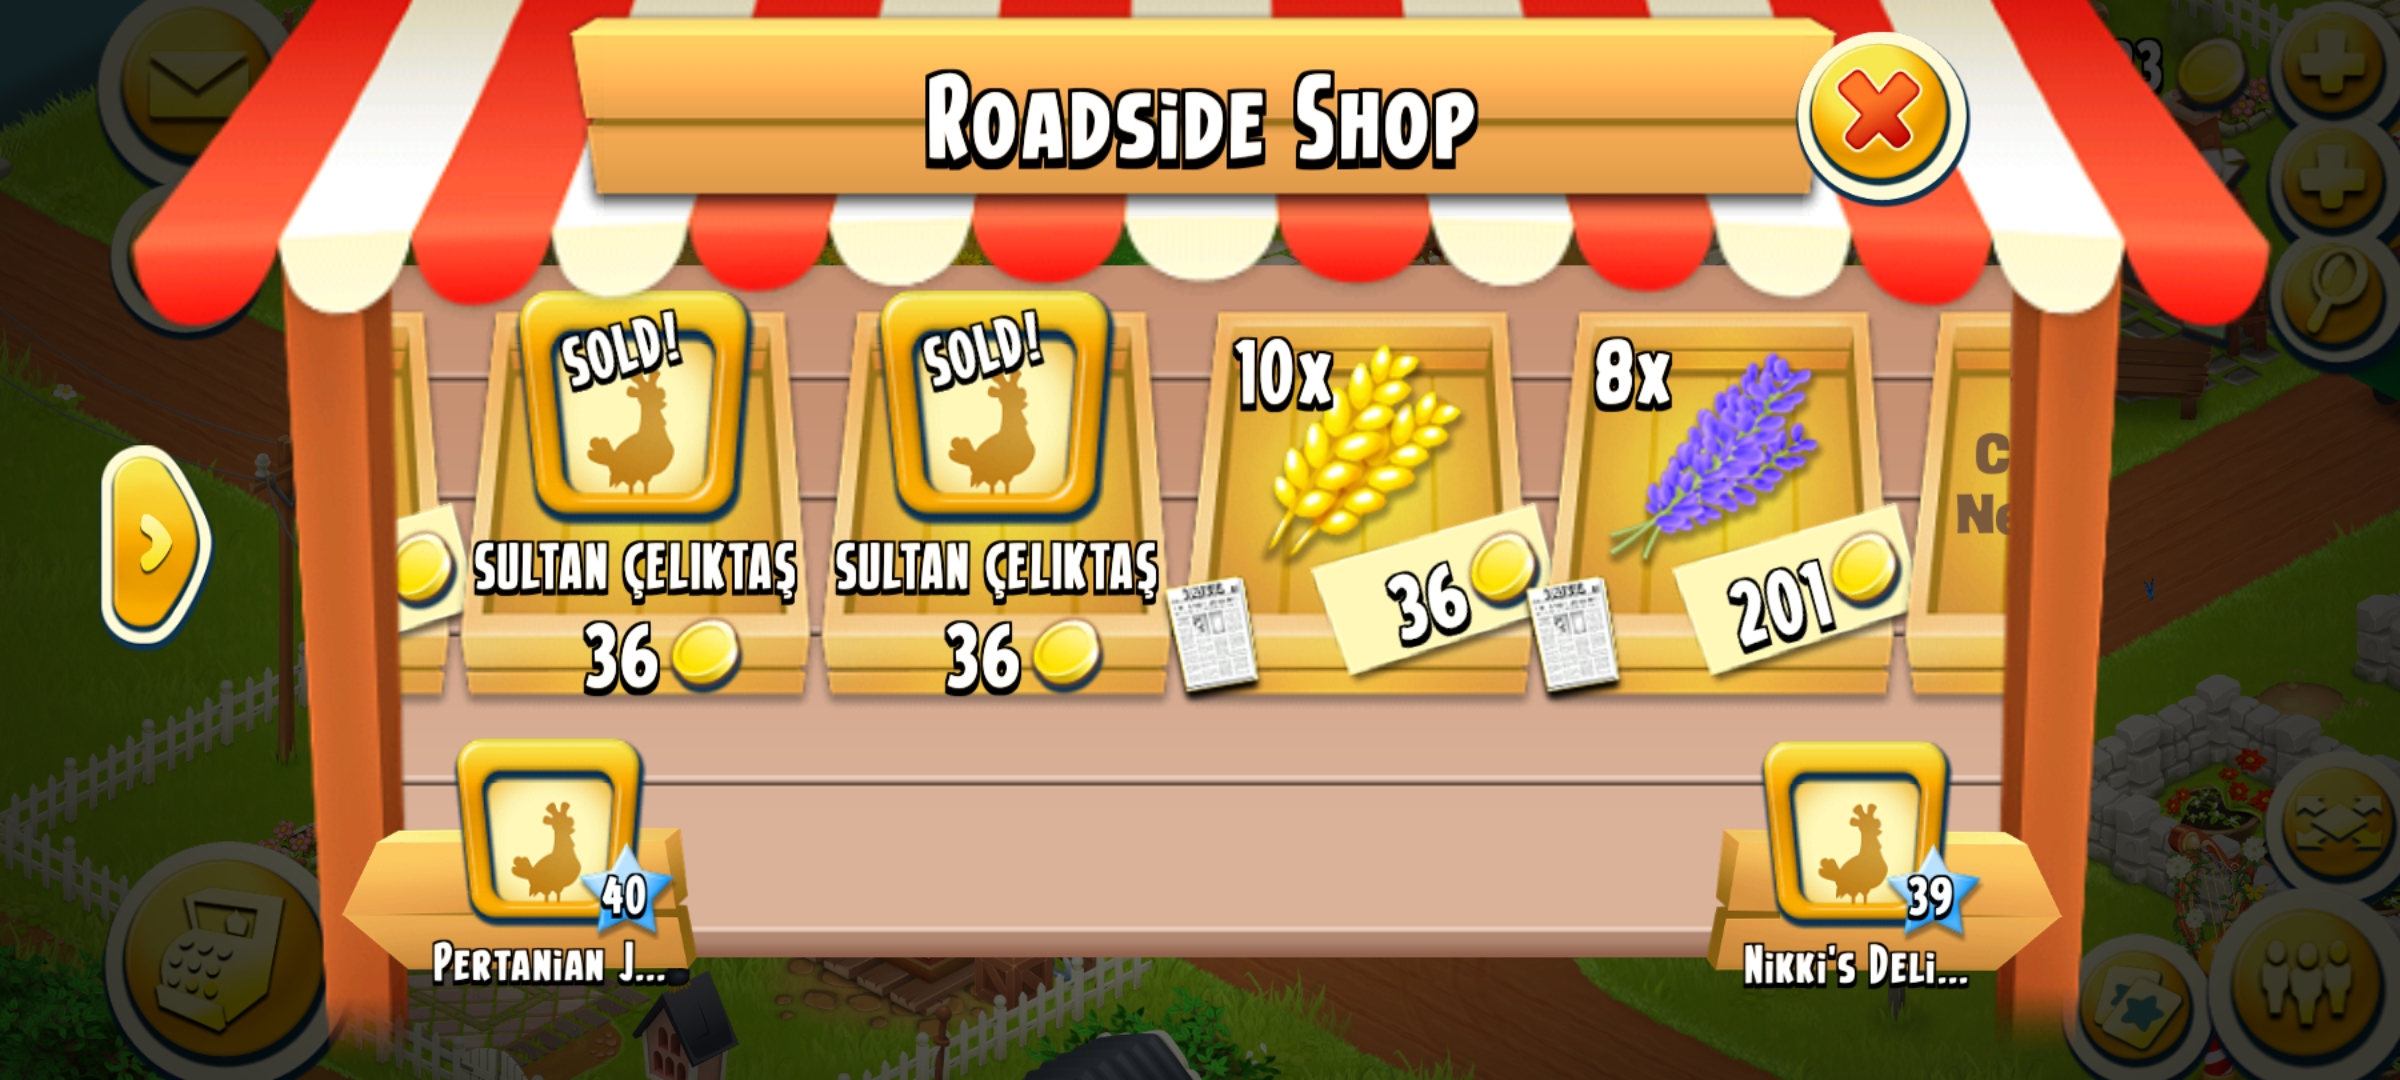 ROADSIDE SHOP
SOLD!
SOLD!
10x
8x
SULTAN ÇELIKTAŞ
SULTAN ÇELIKTAŞ
36
36
36
201
40
39
PERTANIAN J...
NIKKI'S DELI...